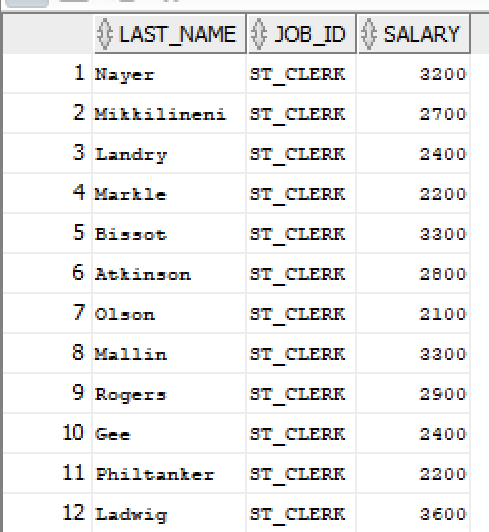 LAST_NAME JOB_ID SALARY
1 Nayer ST_CLERK 3200
2 Mikkilineni ST_CLERK 2700
3 Landry ST_CLERK 2400
4 Markle ST_CLERK 2200
5 Bissot ST_CLERK 3300
6 Atkinson ST_CLERK 2800
7 Olson ST_CLERK 2100
8 Mallin ST_CLERK 3300
9 Rogers ST_CLERK 2900
10 Gee ST_CLERK 2400
11 Philtanker ST_CLERK 2200
12 Ladwig ST_CLERK 3600